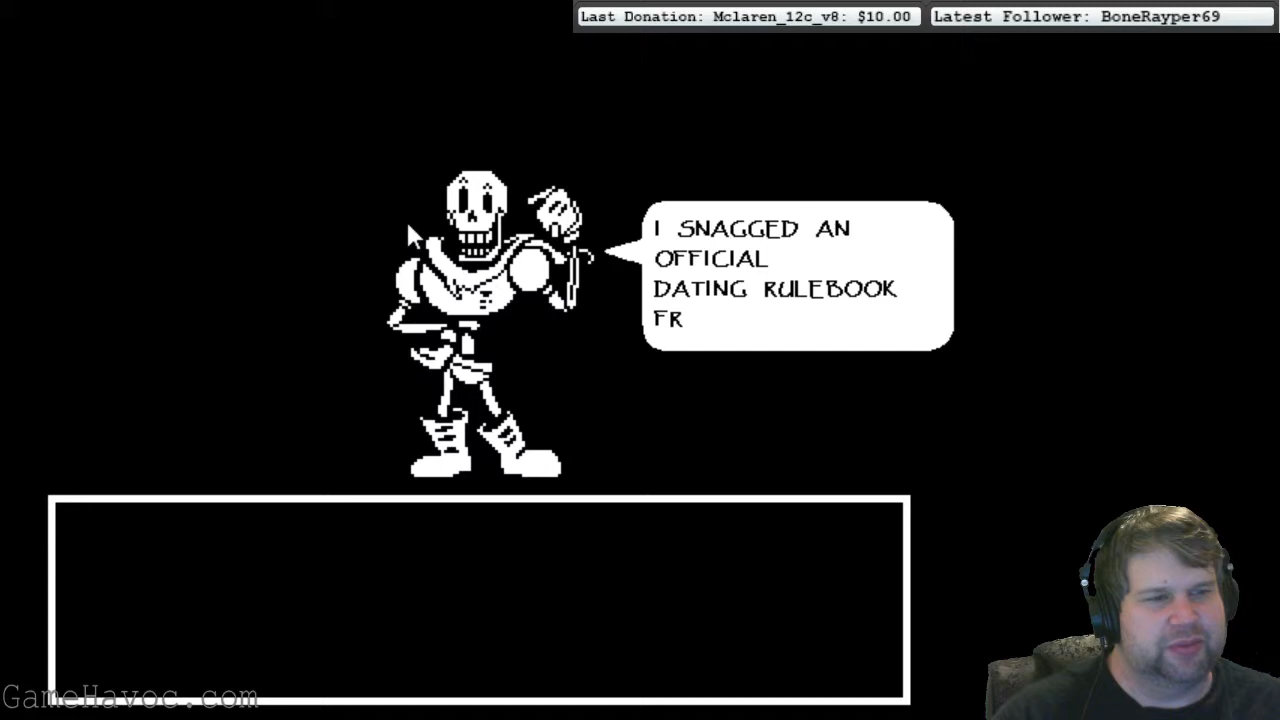 Last Donation: Mclaren_12c_v8: $10.00
Latest Follower: BoneRayper69
I SNAGGED AN
OFFICIAL
DATING RULEBOOK
FR
GameHavoc.com